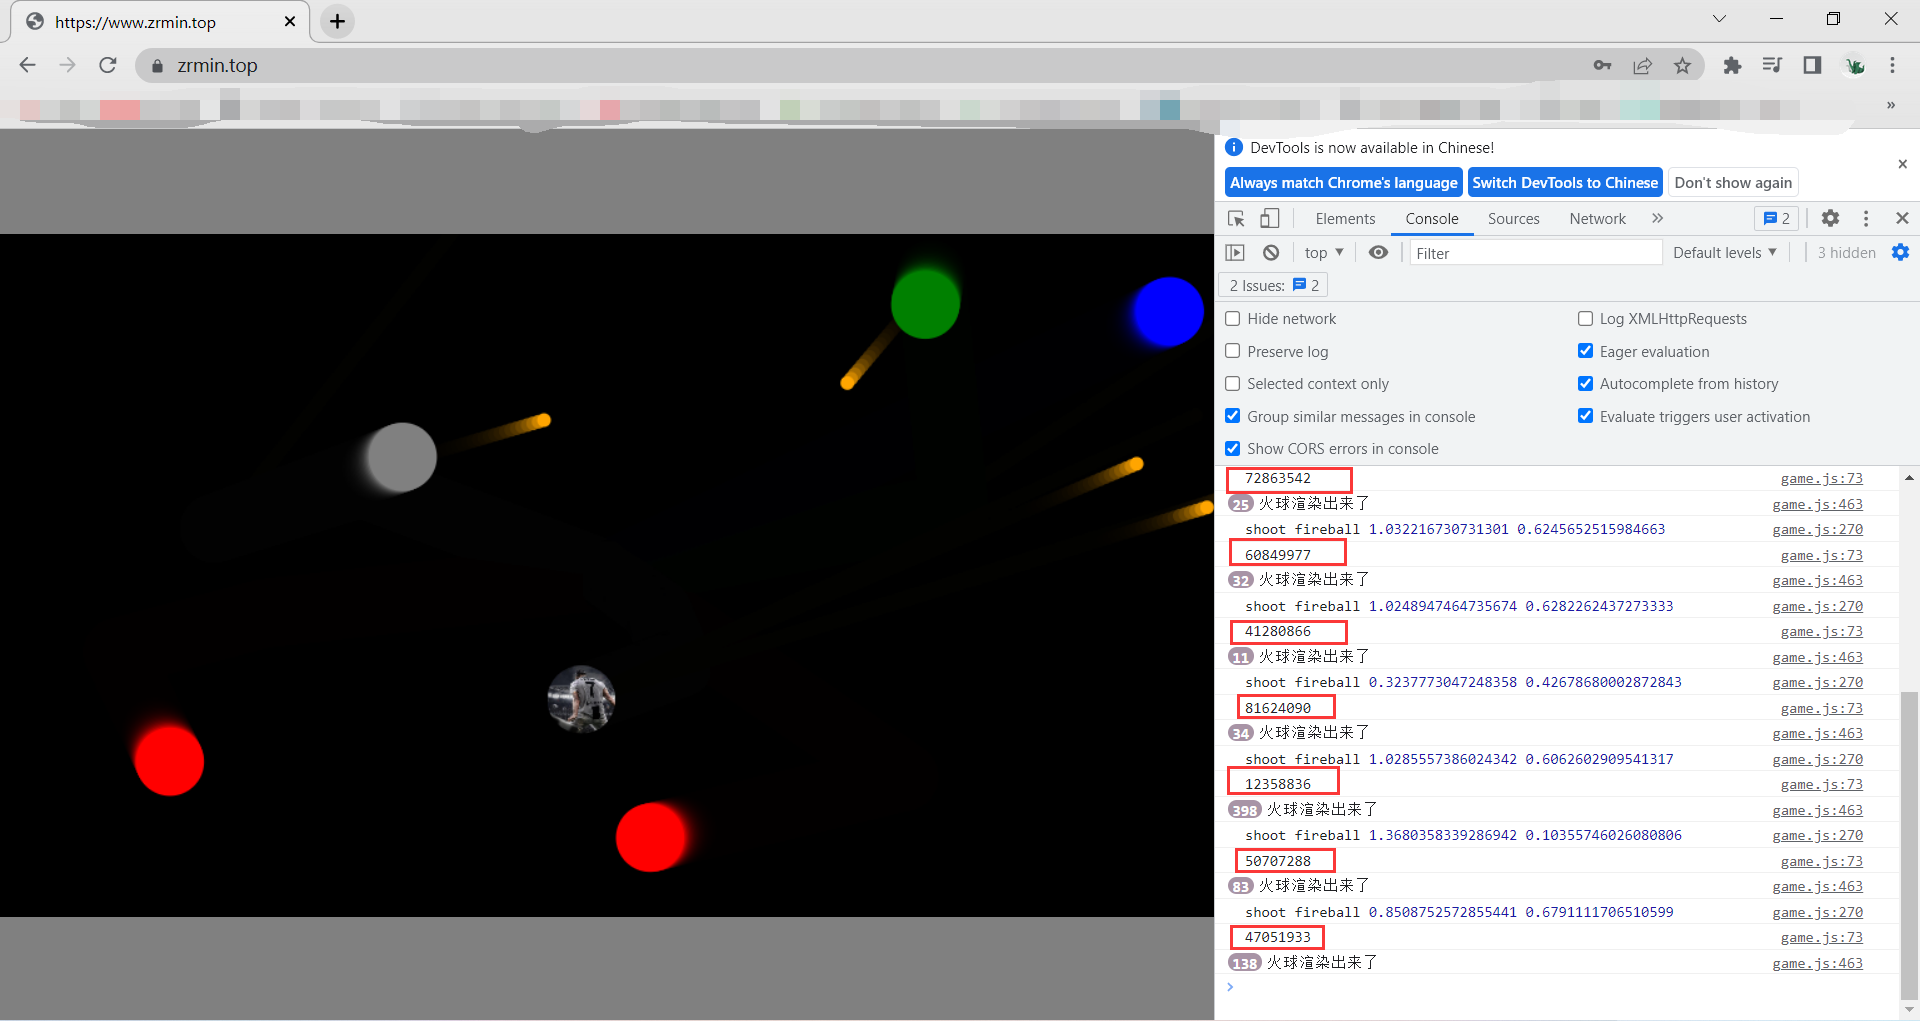 https://www.zrmin.top
zrmin.top
DevTools is now available in Chinese!
Always match Chrome's language Switch DevTools to Chinese Don't show again
Elements Console Sources Network 2
top Filter Default levels 3 hidden
2 Issues: 2
Hide network Log XMLHttpRequests
Preserve log Eager evaluation
Selected context only Autocomplete from history
Group similar messages in console Evaluate triggers user activation
Show CORS errors in console
72863542 game.js:73
25 火球渲染出来了 game.js:463
shoot fireball 1.032216730731301 0.6245652515984663 game.js:270
60849977 game.js:73
32 火球渲染出来了 game.js:463
shoot fireball 1.0248947464735674 0.6282262437273333 game.js:270
41280866 game.js:73
11 火球渲染出来了 game.js:463
shoot fireball 0.3237773047248358 0.42678680002872843 game.js:270
81624090 game.js:73
34 火球渲染出来了 game.js:463
shoot fireball 1.0285557386024342 0.6062602909541317 game.js:270
12358836 game.js:73
398 火球渲染出来了 game.js:463
shoot fireball 1.3680358339286942 0.10355746026080806 game.js:270
50707288 game.js:73
83 火球渲染出来了 game.js:463
shoot fireball 0.8508752572855441 0.6791111706510599 game.js:270
47051933 game.js:73
138 火球渲染出来了 game.js:463
7